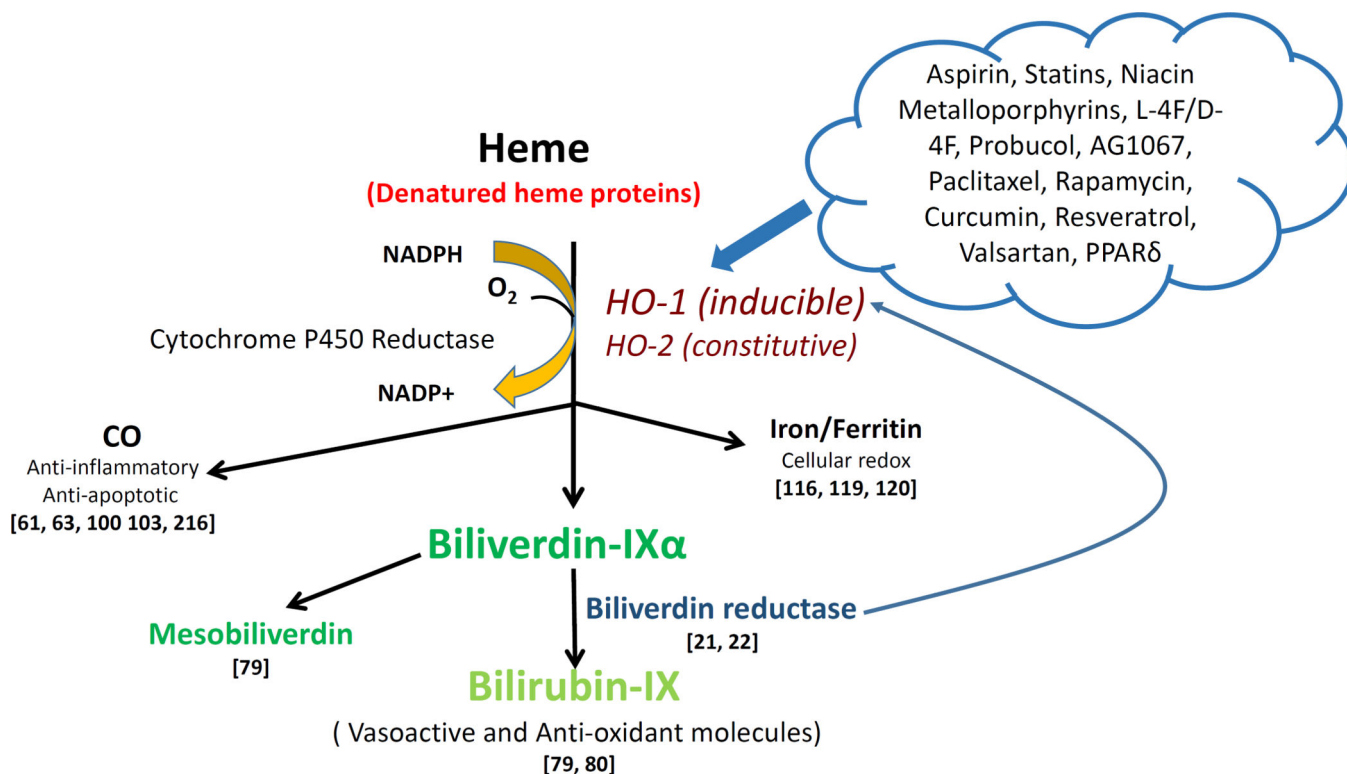 Aspirin, Statins, Niacin
Metalloporphyrins, L-4F/D-
4F, Probucol, AG1067,
Paclitaxel, Rapamycin,
Curcumin, Resveratrol,
Valsartan, PPARδ
Heme
(Denatured heme proteins)
NADPH
O₂
Cytochrome P450 Reductase
NADP+
HO-1 (inducible)
HO-2 (constitutive)
CO
Anti-inflammatory
Anti-apoptotic
[61, 63, 100 103, 216]
Iron/Ferritin
Cellular redox
[116, 119, 120]
Biliverdin-IXα
Mesobiliverdin
[79]
Biliverdin reductase
[21, 22]
Bilirubin-IX
( Vasoactive and Anti-oxidant molecules)
[79, 80]